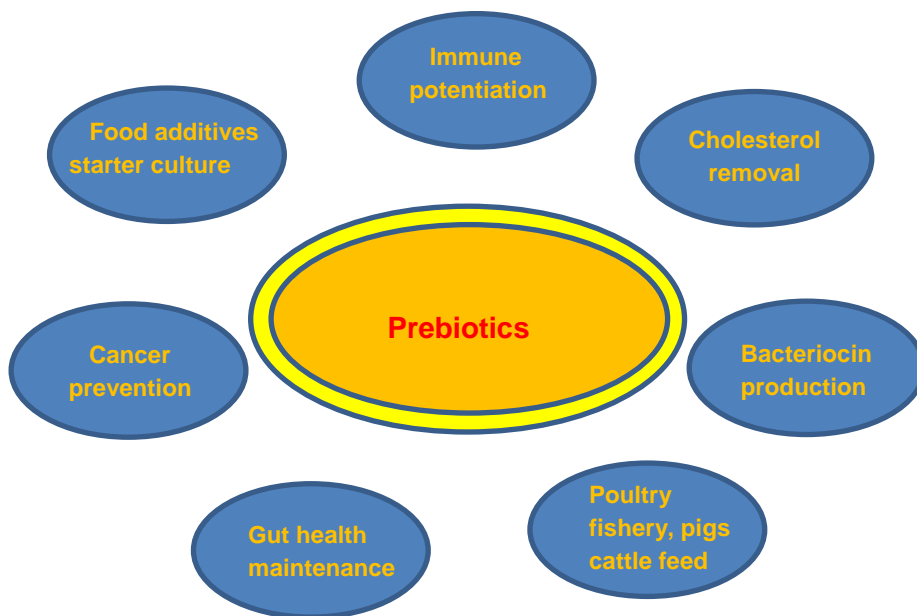 Immune
potentiation
Food additives
starter culture
Cholesterol
removal
Prebiotics
Cancer
prevention
Bacteriocin
production
Poultry
fishery, pigs
cattle feed
Gut health
maintenance